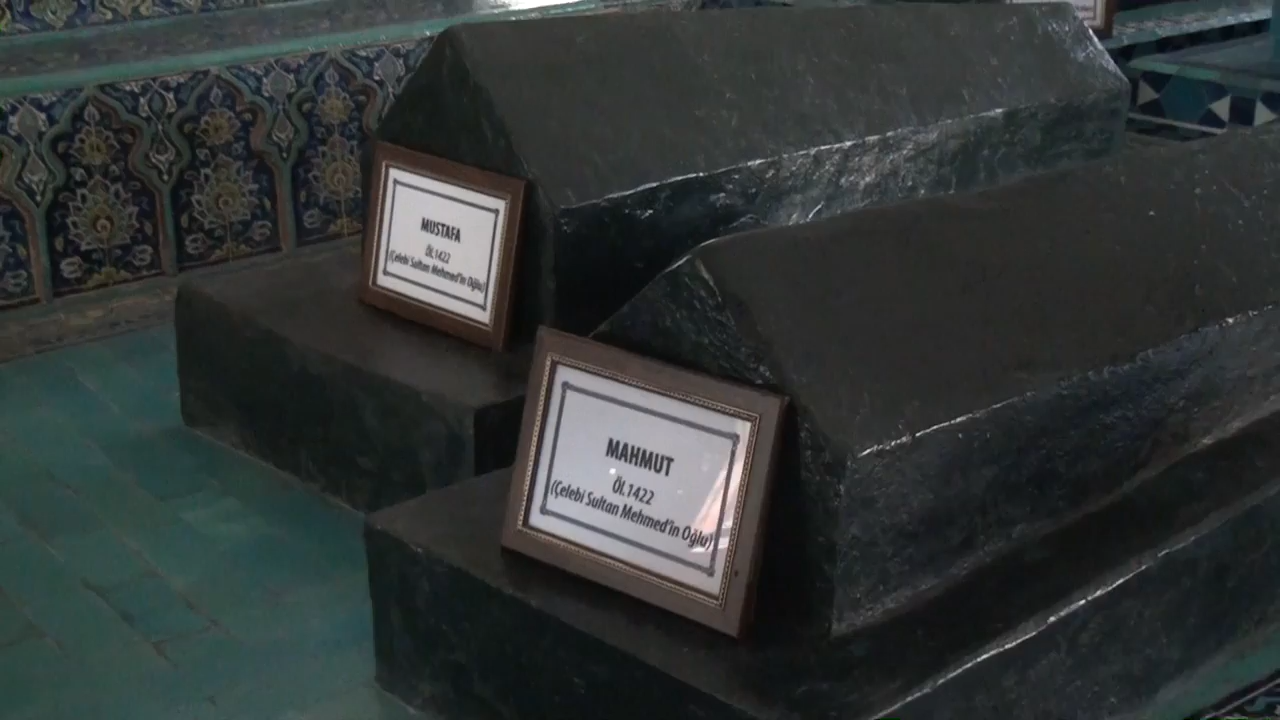 MUSTAFA
Öl.1422
(Çelebi Sultan Mehmed'in Oğlu)
MAHMUT
Öl.1422
(Çelebi Sultan Mehmed'in Oğlu)